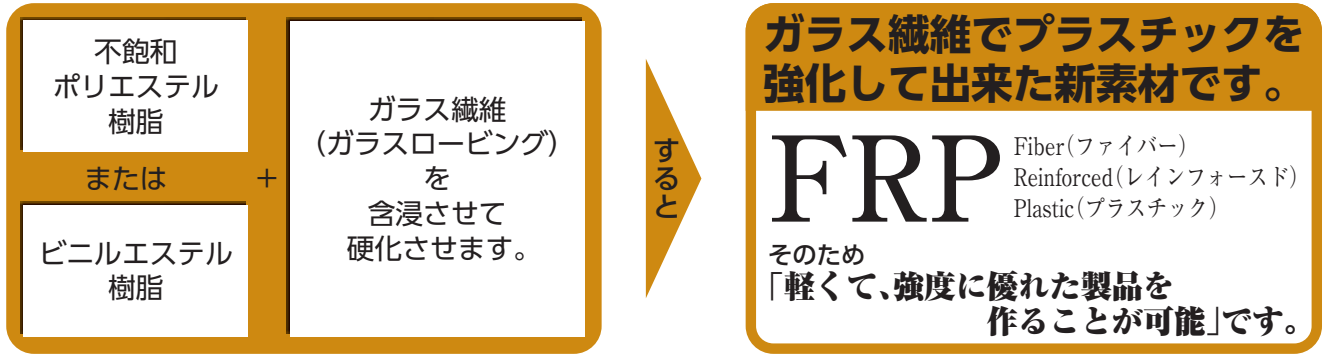 不飽和
ポリエステル
樹脂
または
ビニルエステル
樹脂
+
ガラス繊維
(ガラスロービング)
を
含浸させて
硬化させます。
すると
ガラス繊維でプラスチックを
強化して出来た新素材です。
FRP
Fiber(ファイバー)
Reinforced(レインフォースド)
Plastic(プラスチック)
そのため
「軽くて、強度に優れた製品を
作ることが可能」です。